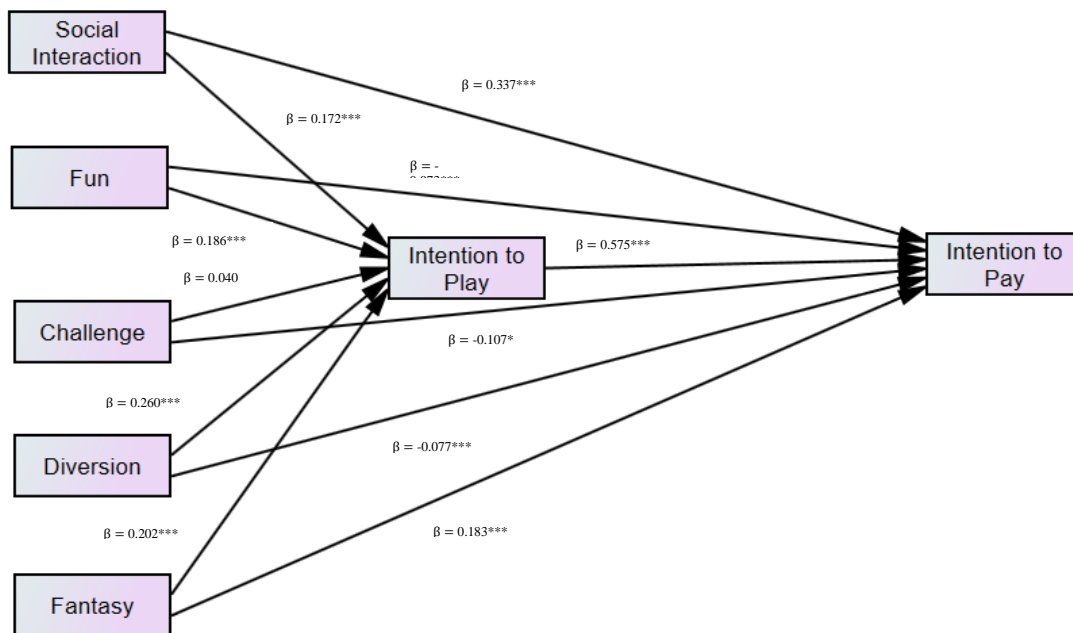 Social
Interaction
β = 0.337***
β = 0.172***
Fun
β = -
β = 0.186***
Intention to
Play
β = 0.575***
Intention to
Pay
β = 0.040
Challenge
β = -0.107*
β = 0.260***
Diversion
β = -0.077***
β = 0.202***
β = 0.183***
Fantasy